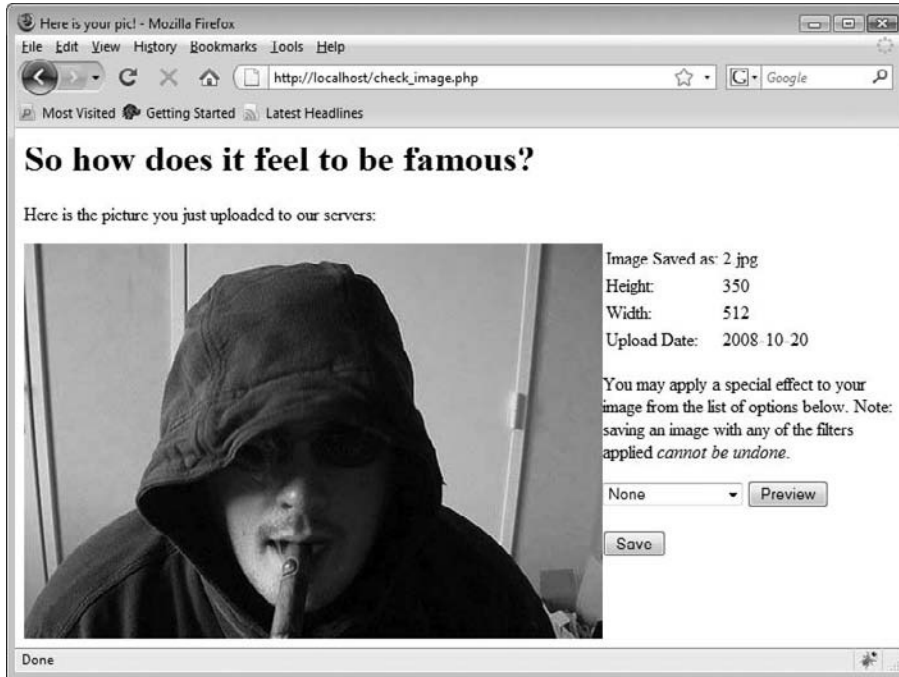 Here is your pic! - Mozilla Firefox
File Edit View History Bookmarks Tools Help
http://localhost/check_image.php
G Google
Most Visited Getting Started Latest Headlines
So how does it feel to be famous?
Here is the picture you just uploaded to our servers:
Image Saved as: 2 jpg
Height: 350
Width: 512
Upload Date: 2008-10-20
You may apply a special effect to your
image from the list of options below. Note:
saving an image with any of the filters
applied cannot be undone.
None Preview
Save
Done